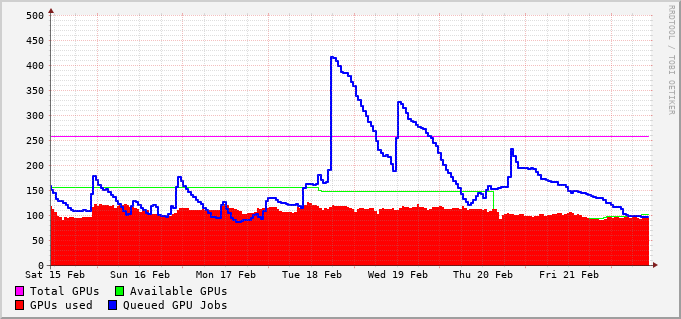 500
450
400
350
300
250
200
150
100
50
0
Sat 15 Feb Sun 16 Feb Mon 17 Feb Tue 18 Feb Wed 19 Feb Thu 20 Feb Fri 21 Feb
Total GPUs Available GPUs
GPUs used Queued GPU Jobs
RRDTOOL / TOBI OETIKER